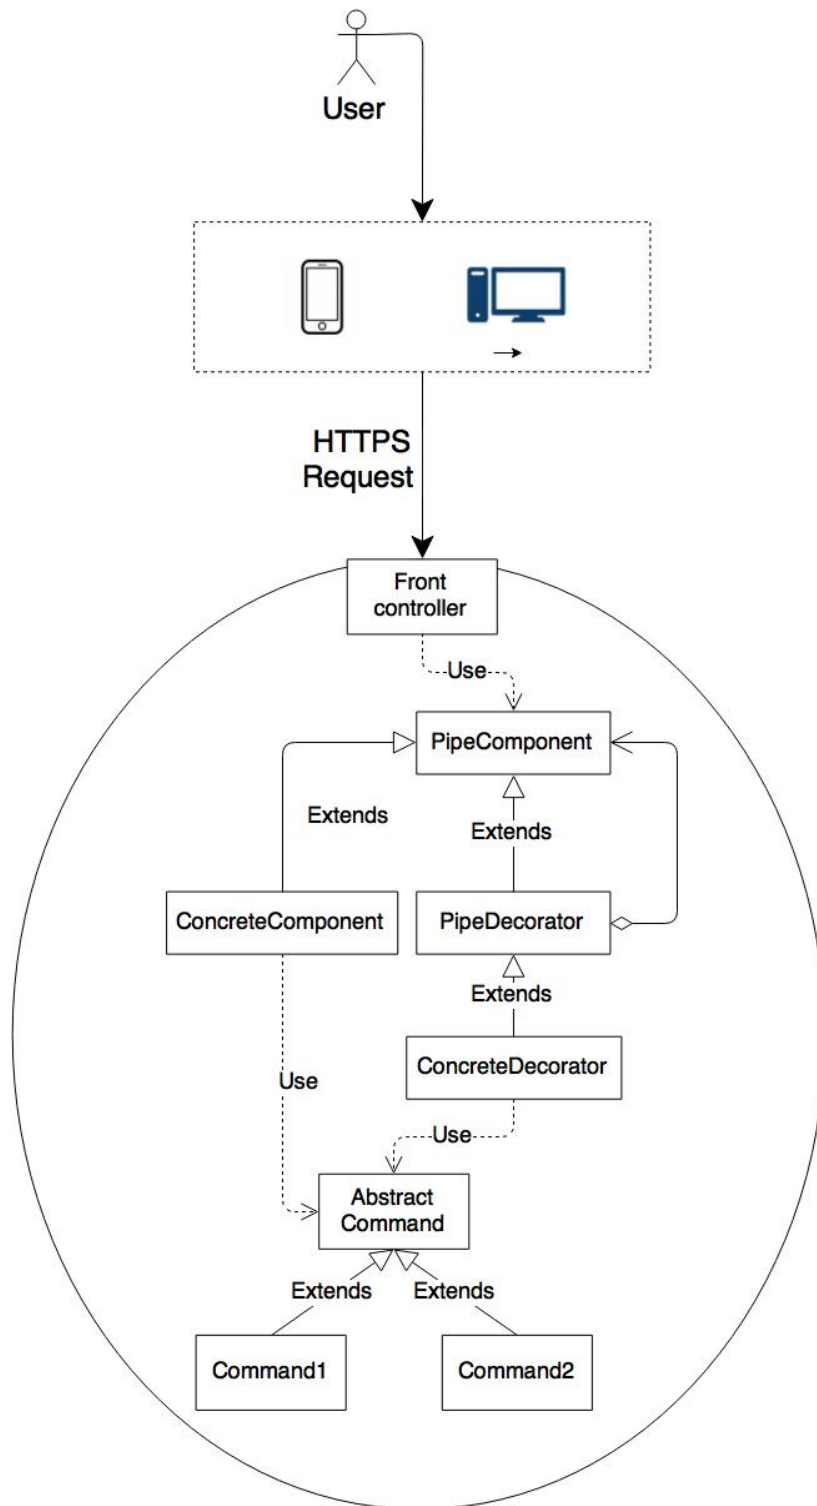 User
HTTPS
Request
Front
controller
Use
PipeComponent
Extends
Extends
ConcreteComponent
PipeDecorator
Extends
ConcreteDecorator
Use
Use
Abstract
Command
Extends
Extends
Command1
Command2